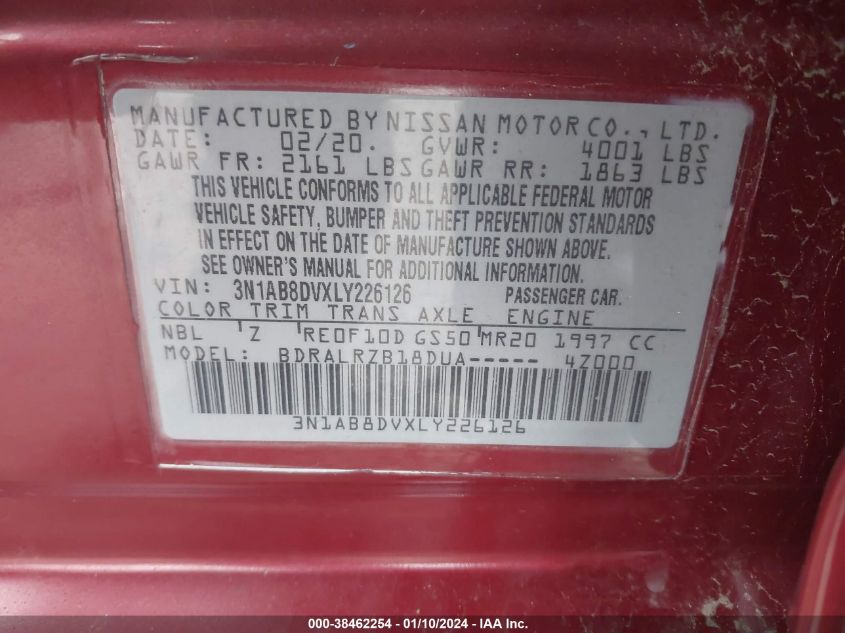 MANUFACTURED BY NISSAN MOTOR CO., LTD.
DATE: 02/20. GVWR: 4001 LBS
GAWR FR: 2161 LBS GAWR RR: 1863 LBS
THIS VEHICLE CONFORMS TO ALL APPLICABLE FEDERAL MOTOR
VEHICLE SAFETY, BUMPER AND THEFT PREVENTION STANDARDS
IN EFFECT ON THE DATE OF MANUFACTURE SHOWN ABOVE.
SEE OWNER'S MANUAL FOR ADDITIONAL INFORMATION.
VIN: 3N1AB8DVXLY226126 PASSENGER CAR.
COLOR TRIM TRANS AXLE ENGINE
NBL 'Z 'RE0F10D GS50'MR20 1997 CC
MODEL: BDRALRZB18DUA----- 4Z000
3N1AB8DVXLY226126
000-38462254 - 01/10/2024 - IAA Inc.